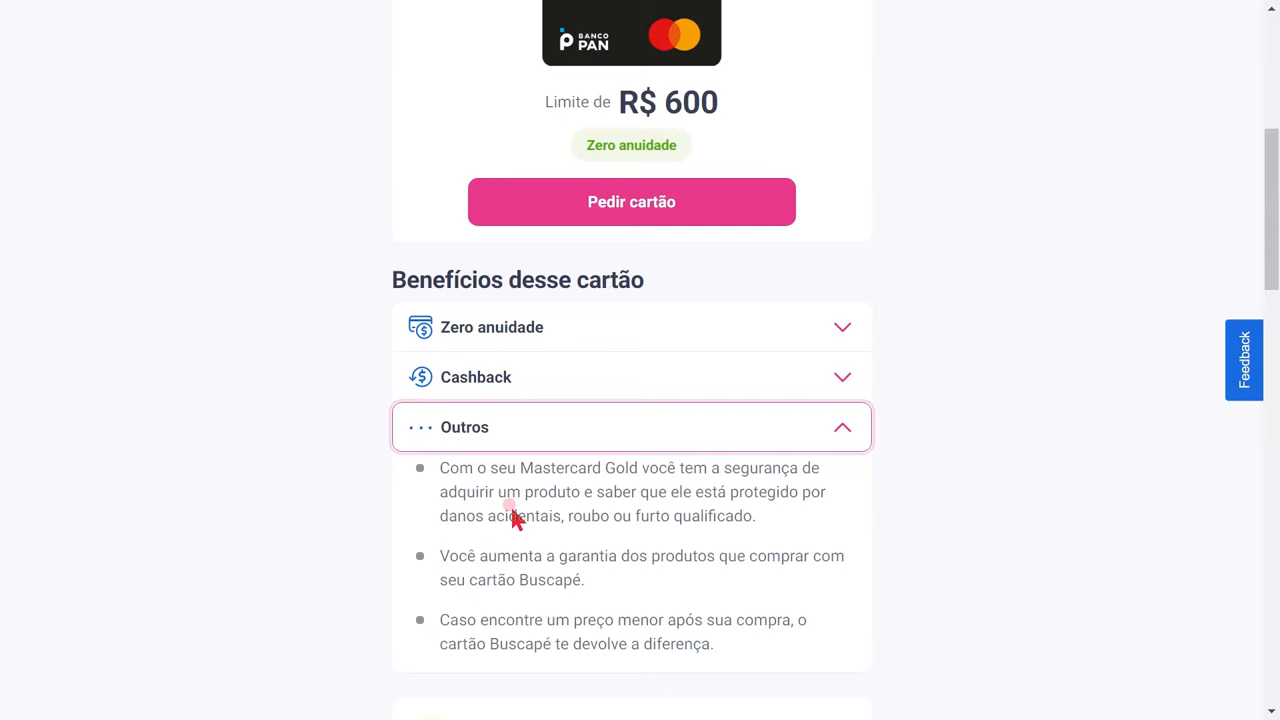 BANCO
PAN
Limite de R$ 600
Zero anuidade
Pedir cartão
Benefícios desse cartão
Zero anuidade
Cashback
Outros
Com o seu Mastercard Gold você tem a segurança de
adquirir um produto e saber que ele está protegido por
danos acidentais, roubo ou furto qualificado.
Você aumenta a garantia dos produtos que comprar com
seu cartão Buscapé.
Caso encontre um preço menor após sua compra, o
cartão Buscapé te devolve a diferença.
Feedback